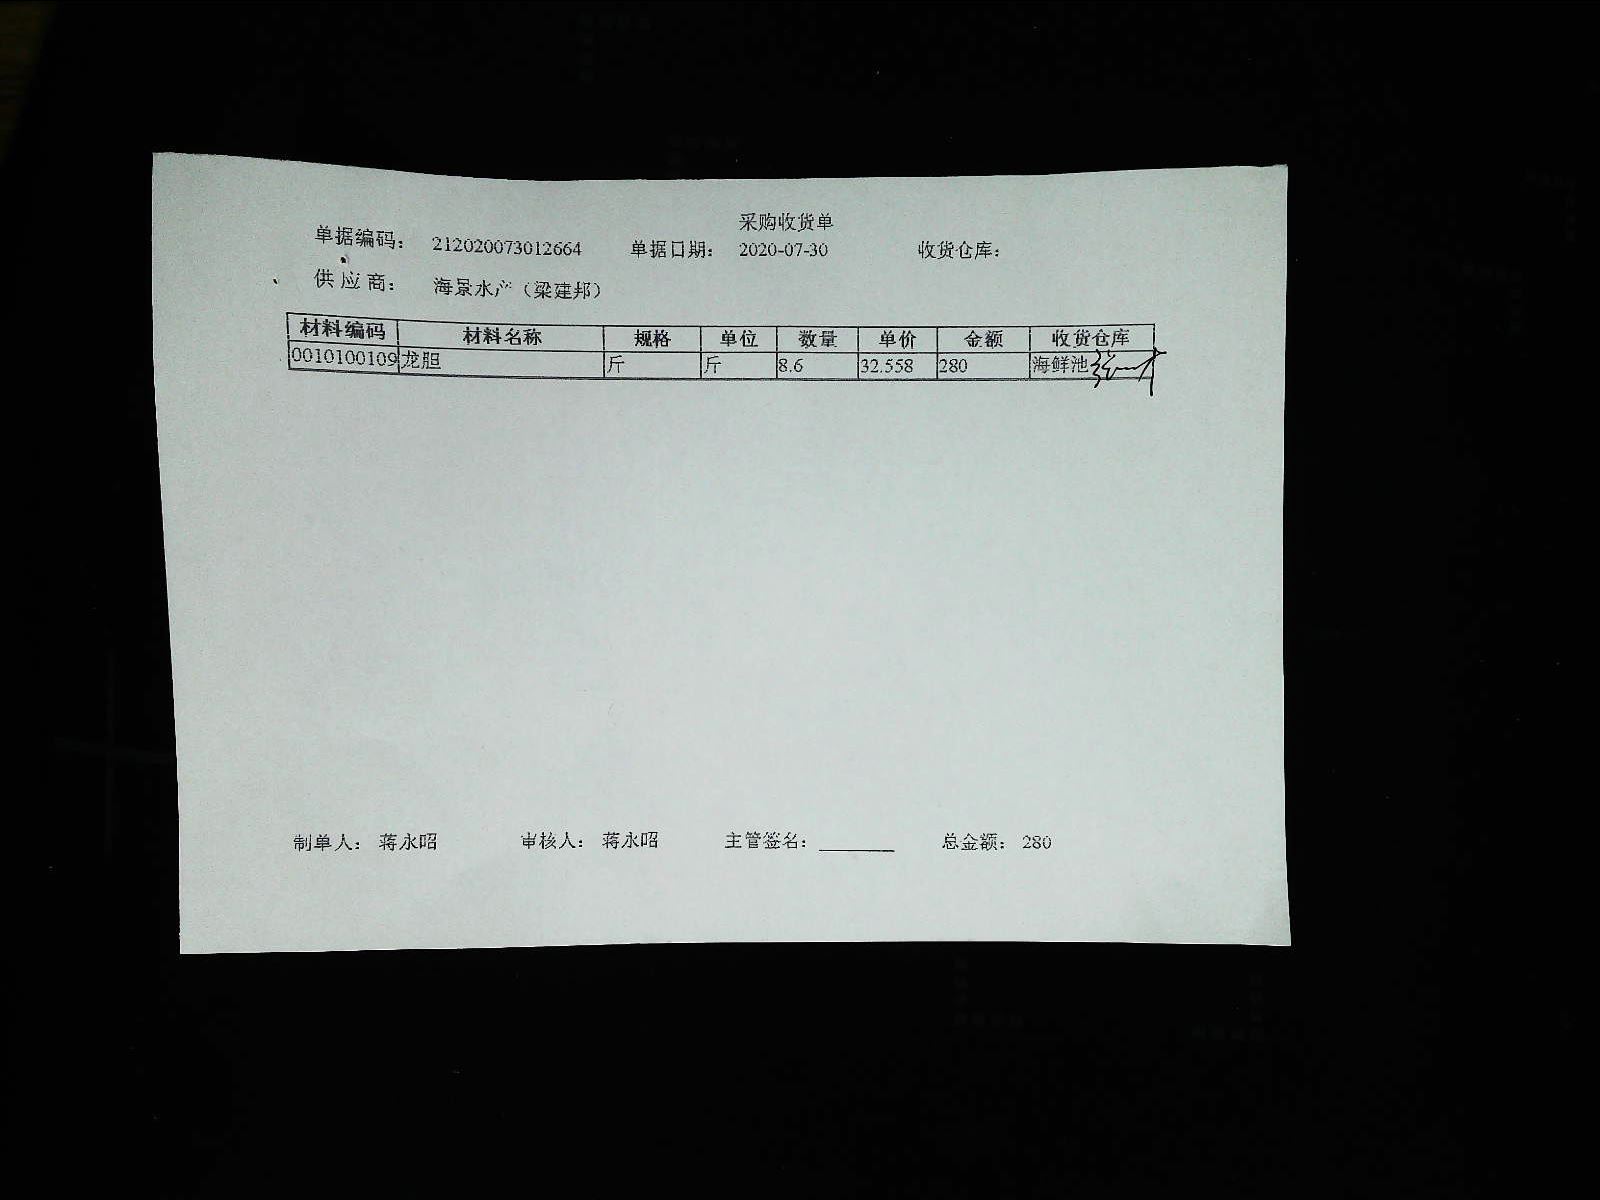 采购收货单
单据编码： 212020073012664 单据日期： 2020-07-30 收货仓库：
供应商： 海景水产（梁建邦）
材料编码 材料名称 规格 单位 数量 单价 金额 收货仓库
0010100109 龙胆 斤 斤 8.6 32.558 280 海鲜池
制单人： 蒋永昭 审核人： 蒋永昭 主管签名： 总金额： 280